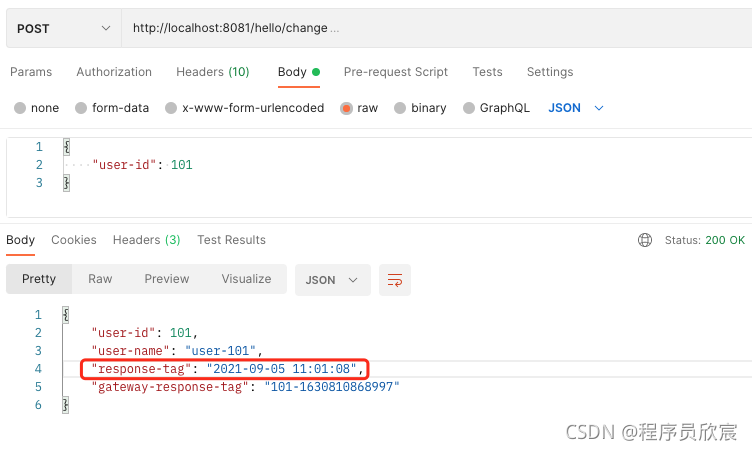 POST http://localhost:8081/hello/change ...
Params Authorization Headers (10) Body Pre-request Script Tests Settings
none form-data x-www-form-urlencoded raw binary GraphQL JSON
1 {
2 "user-id": 101
3 }
Body Cookies Headers (3) Test Results Status: 200 OK
Pretty Raw Preview Visualize JSON
1 {
2 "user-id": 101,
3 "user-name": "user-101",
4 "response-tag": "2021-09-05 11:01:08",
5 "gateway-response-tag": "101-1630810868997"
6 }
CSDN @程序员欣宸